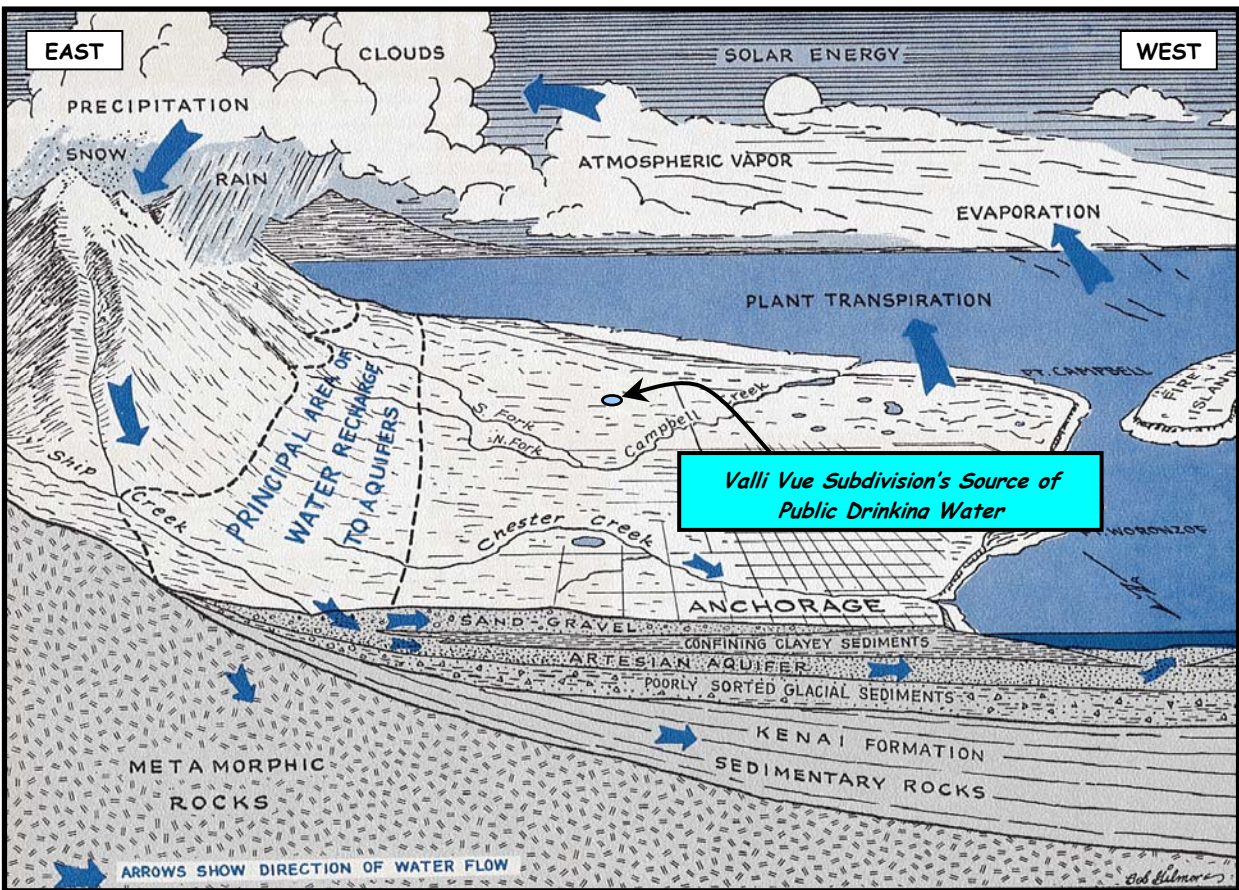 EAST
CLOUDS
SOLAR ENERGY
WEST
PRECIPITATION
SNOW
RAIN
ATMOSPHERIC VAPOR
EVAPORATION
PLANT TRANSPIRATION
PT. CAMPBELL
FIRE
ISLAND
PRINCIPAL AREA OF
WATER RECHARGE
TO AQUIFERS
S. Fork
N. Fork
Campbell Creek
Valli Vue Subdivision's Source of
Public Drinking Water
Ship
Creek
Chester Creek
WORONZOF
ANCHORAGE
SAND-GRAVEL
CONFINING CLAYEY SEDIMENTS
ARTESIAN AQUIFER
POORLY SORTED GLACIAL SEDIMENTS
KENAI FORMATION
SEDIMENTARY ROCKS
METAMORPHIC
ROCKS
ARROWS SHOW DIRECTION OF WATER FLOW